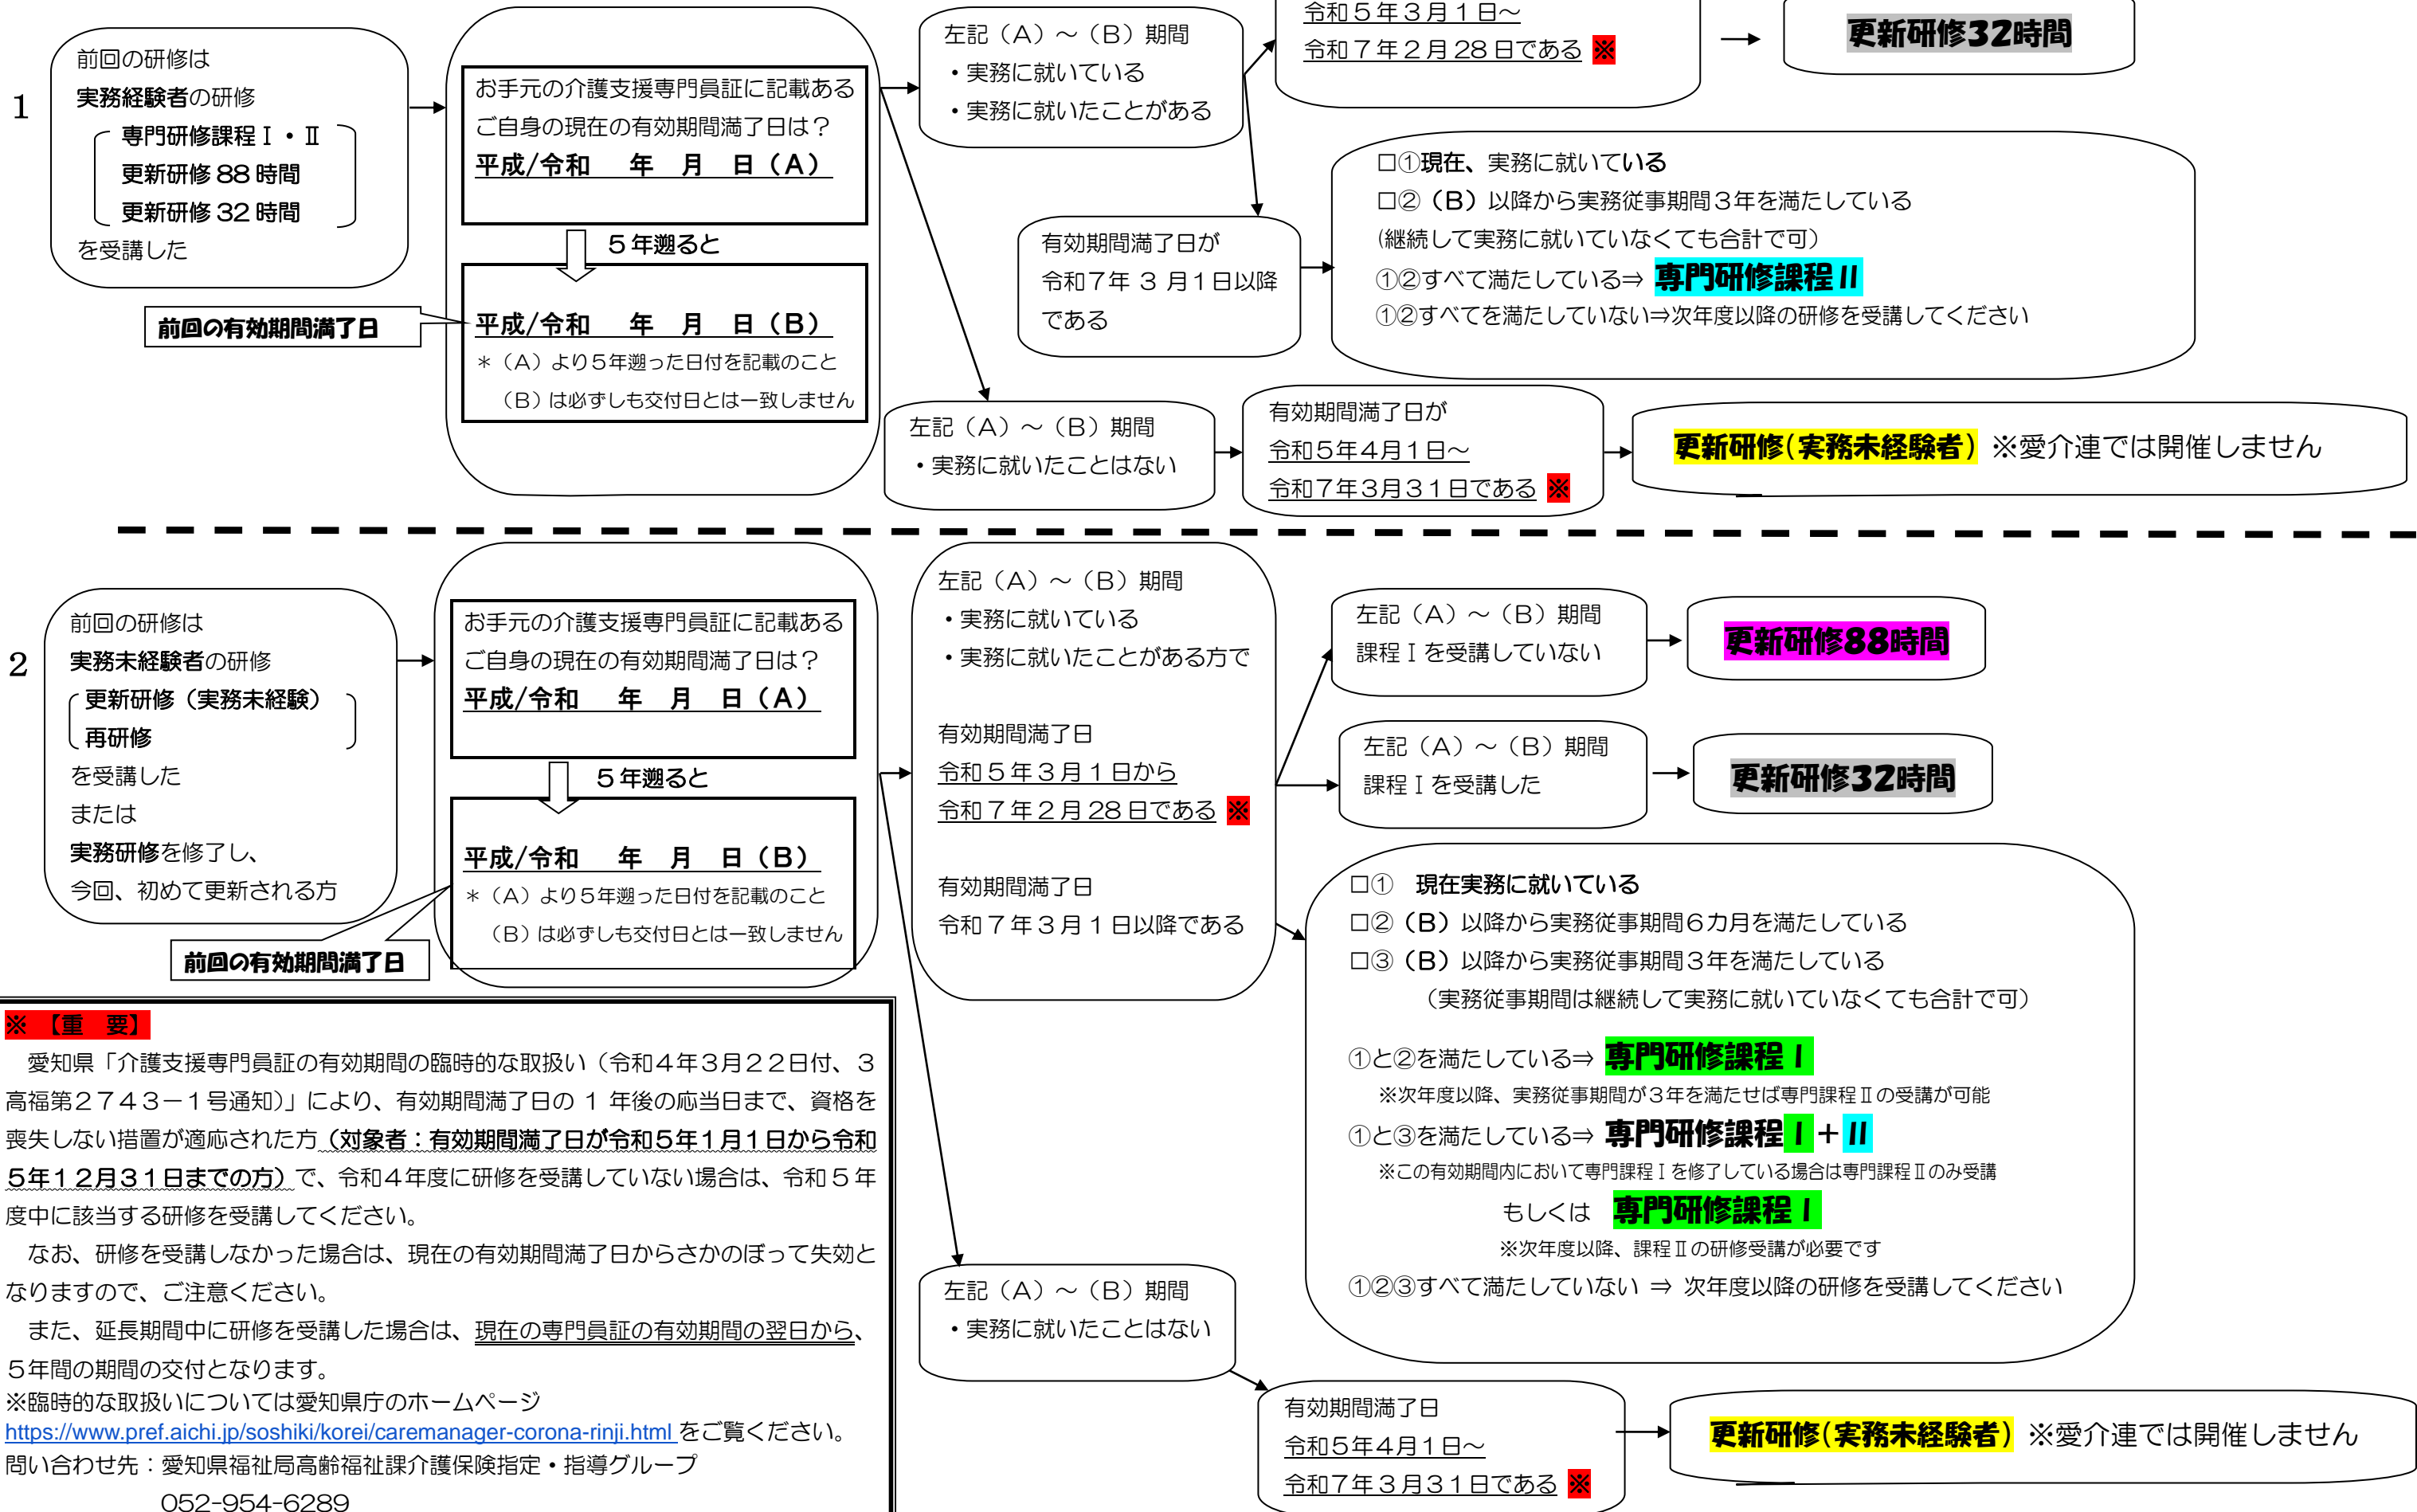 1
前回の研修は
実務経験者の研修
専門研修課程Ⅰ・Ⅱ
更新研修 88 時間
更新研修 32 時間
を受講した
お手元の介護支援専門員証に記載ある
ご自身の現在の有効期間満了日は？
平成/令和　年　月　日（A）
５年遡ると
前回の有効期間満了日
平成/令和　年　月　日（B）
＊（A）より５年遡った日付を記載のこと
（B）は必ずしも交付日とは一致しません
左記（A）～（B）期間
・実務に就いている
・実務に就いたことがある
令和５年３月１日～
令和７年２月 28 日である ※
更新研修32時間
有効期間満了日が
令和７年 3 月１日以降
である
□①現在、実務に就いている
□②（B）以降から実務従事期間３年を満たしている
(継続して実務に就いていなくても合計で可）
①②すべて満たしている⇒ 専門研修課程Ⅱ
①②すべてを満たしていない⇒次年度以降の研修を受講してください
左記（A）～（B）期間
・実務に就いたことはない
有効期間満了日が
令和５年４月１日～
令和７年３月３１日である ※
更新研修(実務未経験者) ※愛介連では開催しません
2
前回の研修は
実務未経験者の研修
更新研修（実務未経験）
再研修
を受講した
または
実務研修を修了し、
今回、初めて更新される方
お手元の介護支援専門員証に記載ある
ご自身の現在の有効期間満了日は？
平成/令和　年　月　日（A）
５年遡ると
平成/令和　年　月　日（B）
＊（A）より５年遡った日付を記載のこと
（B）は必ずしも交付日とは一致しません
前回の有効期間満了日
左記（A）～（B）期間
・実務に就いている
・実務に就いたことがある方で
有効期間満了日
令和５年３月１日から
令和７年２月 28 日である ※
有効期間満了日
令和７年３月１日以降である
左記（A）～（B）期間
課程Ⅰを受講していない
更新研修88時間
左記（A）～（B）期間
課程Ⅰを受講した
更新研修32時間
□①　現在実務に就いている
□②（B）以降から実務従事期間６カ月を満たしている
□③（B）以降から実務従事期間３年を満たしている
（実務従事期間は継続して実務に就いていなくても合計で可）
①と②を満たしている⇒ 専門研修課程Ⅰ
※次年度以降、実務従事期間が３年を満たせば専門課程Ⅱの受講が可能
①と③を満たしている⇒ 専門研修課程Ⅰ＋Ⅱ
※この有効期間内において専門課程Ⅰを修了している場合は専門課程Ⅱのみ受講
もしくは　専門研修課程Ⅰ
※次年度以降、課程Ⅱの研修受講が必要です
①②③すべて満たしていない ⇒ 次年度以降の研修を受講してください
左記（A）～（B）期間
・実務に就いたことはない
有効期間満了日
令和５年４月１日～
令和７年３月３１日である ※
更新研修(実務未経験者) ※愛介連では開催しません
※ 【重　要】
愛知県「介護支援専門員証の有効期間の臨時的な取扱い（令和４年３月２２日付、３
高福第２７４３－１号通知）」により、有効期間満了日の 1 年後の応当日まで、資格を
喪失しない措置が適応された方（対象者：有効期間満了日が令和５年１月１日から令和
５年１２月３１日までの方）で、令和４年度に研修を受講していない場合は、令和５年
度中に該当する研修を受講してください。
なお、研修を受講しなかった場合は、現在の有効期間満了日からさかのぼって失効と
なりますので、ご注意ください。
また、延長期間中に研修を受講した場合は、現在の専門員証の有効期間の翌日から、
５年間の期間の交付となります。
※臨時的な取扱いについては愛知県庁のホームページ
https://www.pref.aichi.jp/soshiki/korei/caremanager-corona-rinji.html をご覧ください。
問い合わせ先：愛知県福祉局高齢福祉課介護保険指定・指導グループ
052-954-6289